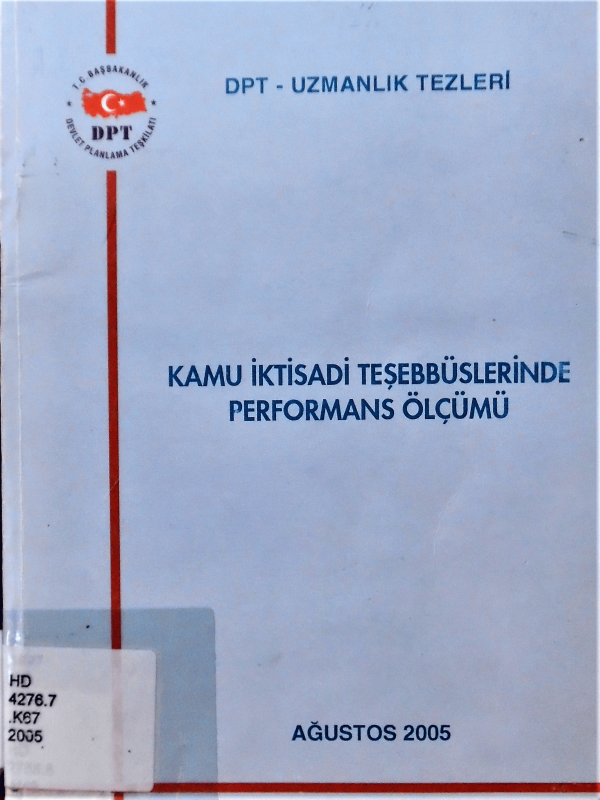 T.C. BAŞBAKANLIK
DPT
DEVLET PLANLAMA TEŞKİLATI
DPT - UZMANLIK TEZLERİ
KAMU İKTİSADİ TEŞEBBÜSLERİNDE
PERFORMANS ÖLÇÜMÜ
HD
4276.7
.K67
2005
AĞUSTOS 2005